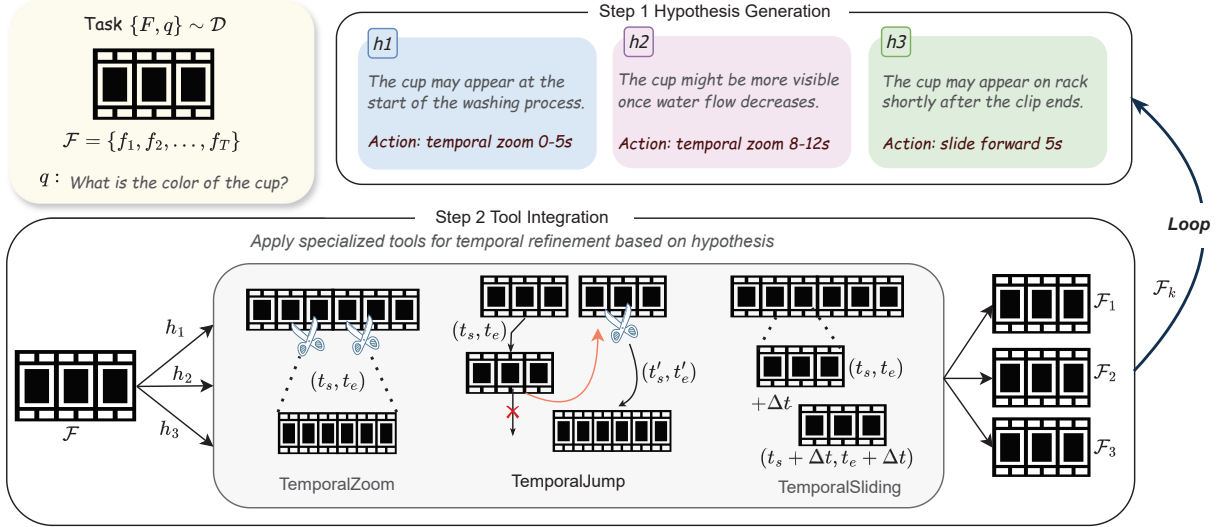 Task {F, q} ∼ 𝒟
ℱ = {f₁, f₂, . . . , f_T}
q : What is the color of the cup?
Step 1 Hypothesis Generation
h1
The cup may appear at the
start of the washing process.
Action: temporal zoom 0-5s
h2
The cup might be more visible
once water flow decreases.
Action: temporal zoom 8-12s
h3
The cup may appear on rack
shortly after the clip ends.
Action: slide forward 5s
Loop
ℱ_k
Step 2 Tool Integration
Apply specialized tools for temporal refinement based on hypothesis
ℱ
h₁
h₂
h₃
(t_s, t_e)
TemporalZoom
(t_s, t_e)
(t′_s, t′_e)
TemporalJump
(t_s, t_e)
+Δt
(t_s + Δt, t_e + Δt)
TemporalSliding
ℱ₁
ℱ₂
ℱ₃